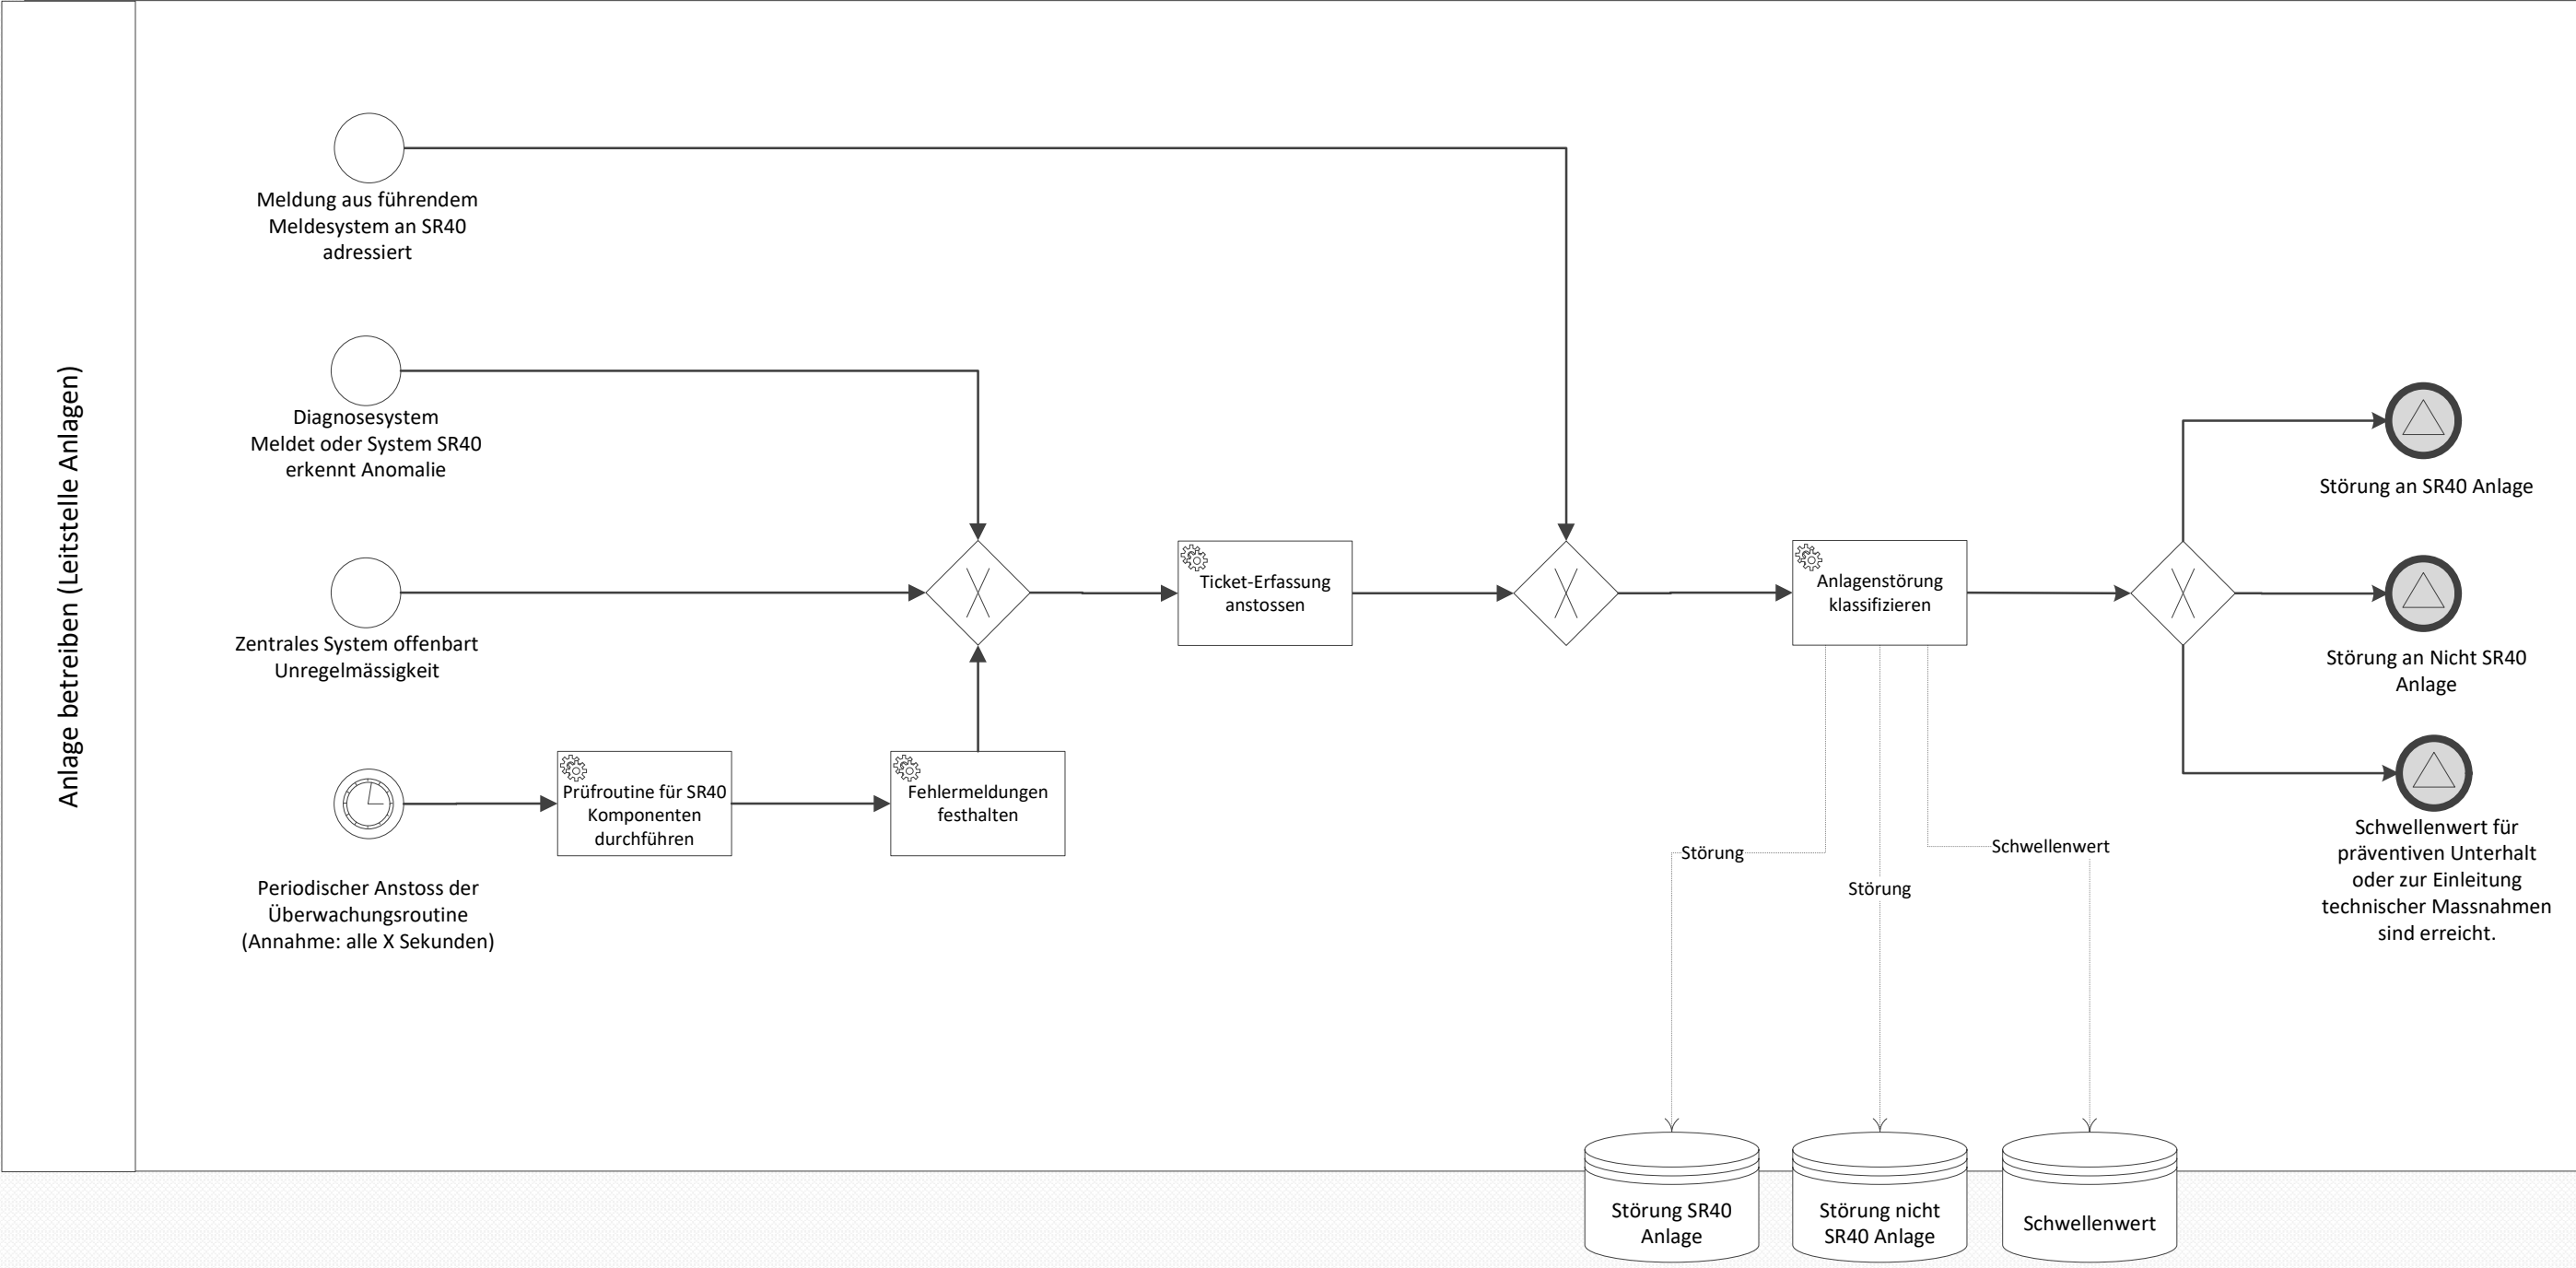 Anlage betreiben (Leitstelle Anlagen)
Meldung aus führendem
Meldesystem an SR40
adressiert
Diagnosesystem
Meldet oder System SR40
erkennt Anomalie
Zentrales System offenbart
Unregelmässigkeit
Periodischer Anstoss der
Überwachungsroutine
(Annahme: alle X Sekunden)
Prüfroutine für SR40
Komponenten
durchführen
Fehlermeldungen
festhalten
Ticket-Erfassung
anstossen
Anlagenstörung
klassifizieren
Störung
Störung
Schwellenwert
Störung an SR40 Anlage
Störung an Nicht SR40
Anlage
Schwellenwert für
präventiven Unterhalt
oder zur Einleitung
technischer Massnahmen
sind erreicht.
Störung SR40
Anlage
Störung nicht
SR40 Anlage
Schwellenwert